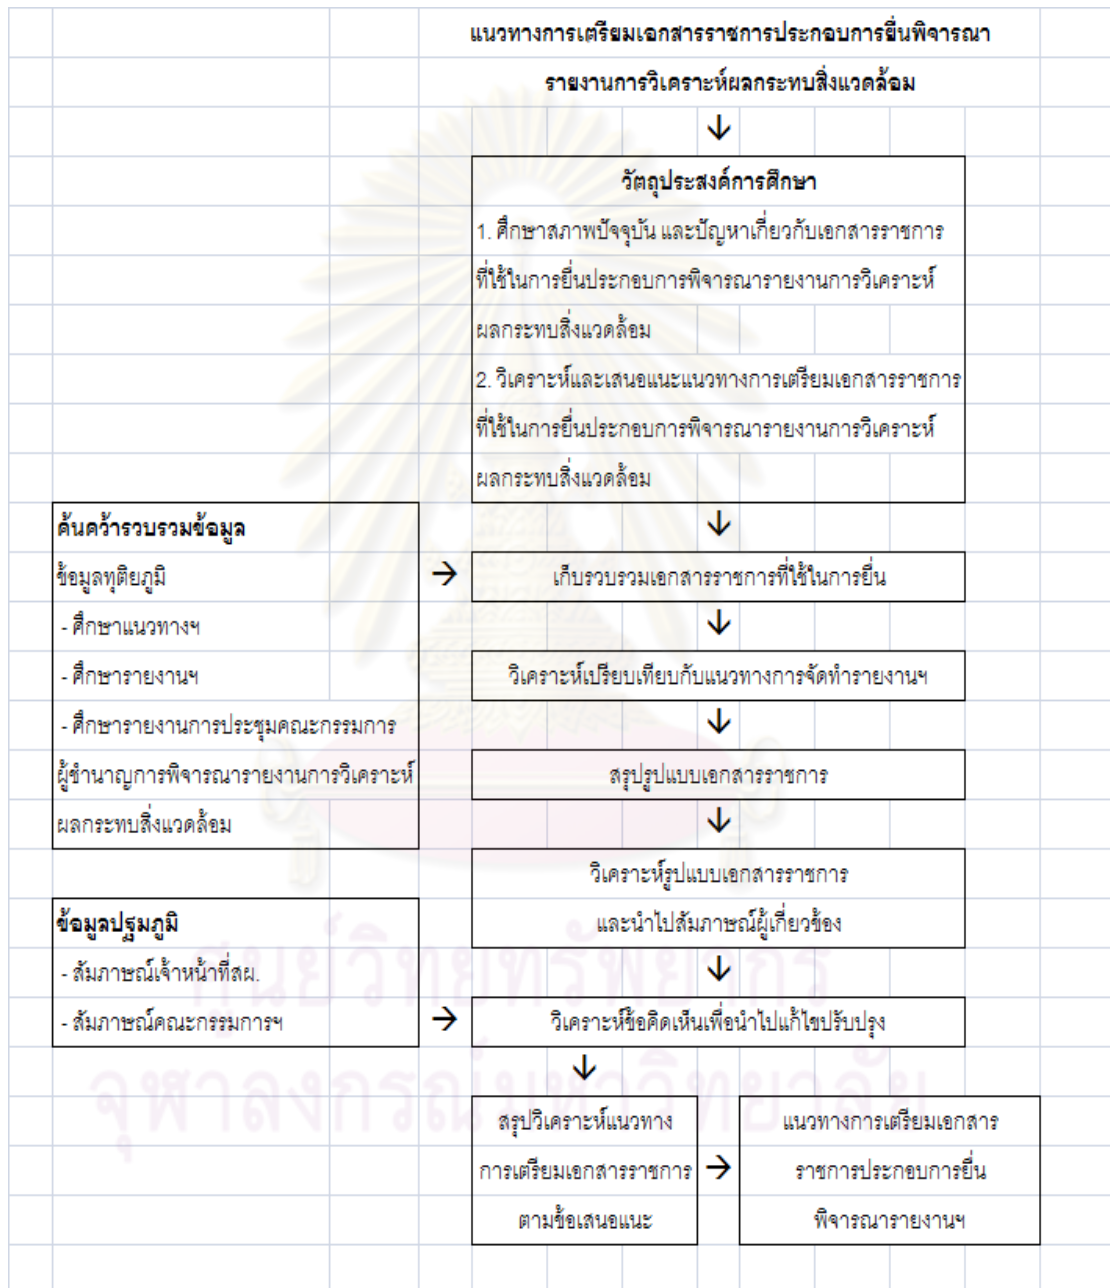 แนวทางการเตรียมเอกสารราชการประกอบการยื่นพิจารณา
รายงานการวิเคราะห์ผลกระทบสิ่งแวดล้อม
วัตถุประสงค์การศึกษา
1. ศึกษาสภาพปัจจุบัน และปัญหาเกี่ยวกับเอกสารราชการ
ที่ใช้ในการยื่นประกอบการพิจารณารายงานการวิเคราะห์
ผลกระทบสิ่งแวดล้อม
2. วิเคราะห์และเสนอแนะแนวทางการเตรียมเอกสารราชการ
ที่ใช้ในการยื่นประกอบการพิจารณารายงานการวิเคราะห์
ผลกระทบสิ่งแวดล้อม
ค้นคว้ารวบรวมข้อมูล
ข้อมูลทุติยภูมิ
- ศึกษาแนวทางฯ
- ศึกษารายงานฯ
- ศึกษารายงานการประชุมคณะกรรมการ
ผู้ชำนาญการพิจารณารายงานการวิเคราะห์
ผลกระทบสิ่งแวดล้อม
เก็บรวบรวมเอกสารราชการที่ใช้ในการยื่น
วิเคราะห์เปรียบเทียบกับแนวทางการจัดทำรายงานฯ
สรุปรูปแบบเอกสารราชการ
วิเคราะห์รูปแบบเอกสารราชการ
และนำไปสัมภาษณ์ผู้เกี่ยวข้อง
ข้อมูลปฐมภูมิ
- สัมภาษณ์เจ้าหน้าที่สผ.
- สัมภาษณ์คณะกรรมการฯ
วิเคราะห์ข้อคิดเห็นเพื่อนำไปแก้ไขปรับปรุง
สรุปวิเคราะห์แนวทาง
การเตรียมเอกสารราชการ
ตามข้อเสนอแนะ
แนวทางการเตรียมเอกสาร
ราชการประกอบการยื่น
พิจารณารายงานฯ
ศูนย์วิทยทรัพยากร
จุฬาลงกรณ์มหาวิทยาลัย